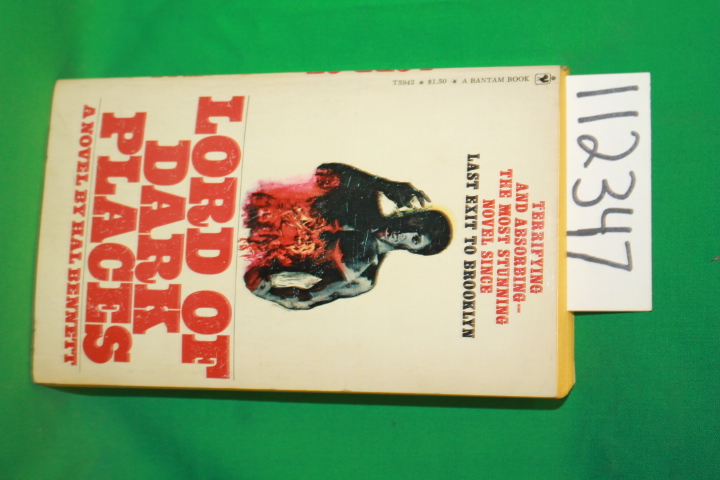 T5942 * $1.50 * A BANTAM BOOK
TERRIFYING
AND ABSORBING—
THE MOST STUNNING
NOVEL SINCE
LAST EXIT TO BROOKLYN
LORD OF
DARK
PLACES
A NOVEL BY HAL BENNETT
112347